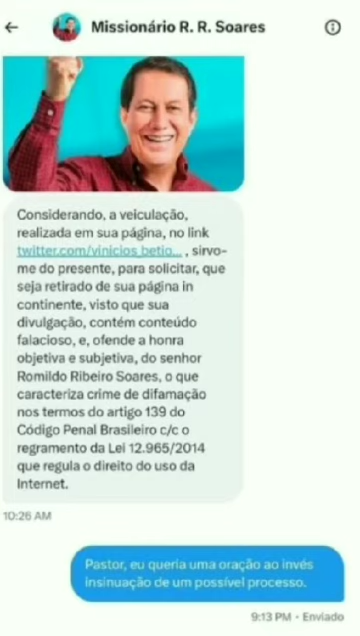 Missionário R. R. Soares
Considerando, a veiculação,
realizada em sua página, no link
twitter.com/vinicios_betio... , sirvo-
me do presente, para solicitar, que
seja retirado de sua página in
continente, visto que sua
divulgação, contém conteúdo
falacioso, e, ofende a honra
objetiva e subjetiva, do senhor
Romildo Ribeiro Soares, o que
caracteriza crime de difamação
nos termos do artigo 139 do
Código Penal Brasileiro c/c o
regramento da Lei 12.965/2014
que regula o direito do uso da
Internet.
10:26 AM
Pastor, eu queria uma oração ao invés
insinuação de um possível processo.
9:13 PM · Enviado